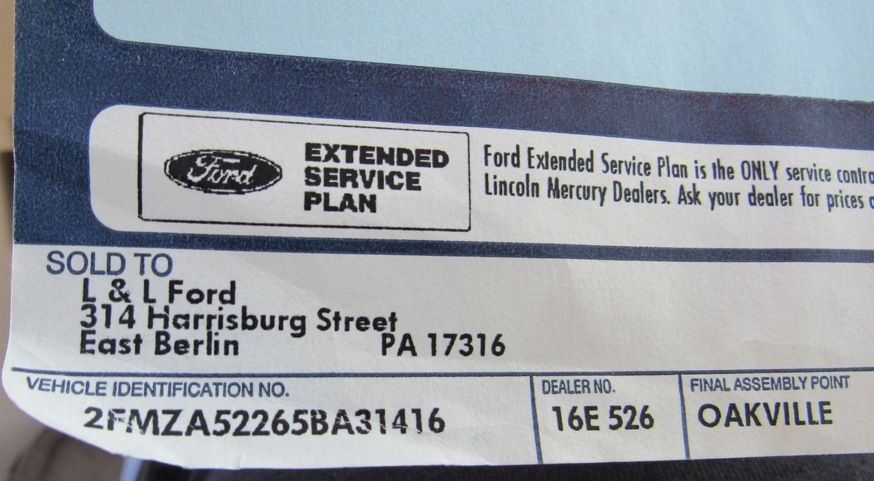 Ford
EXTENDED
SERVICE
PLAN
Ford Extended Service Plan is the ONLY service
Lincoln Mercury Dealers. Ask your dealer for prices
SOLD TO
L & L Ford
314 Harrisburg Street
East Berlin PA 17316
VEHICLE IDENTIFICATION NO.
2FMZA52265BA31416
DEALER NO.
16E 526
FINAL ASSEMBLY POINT
OAKVILLE